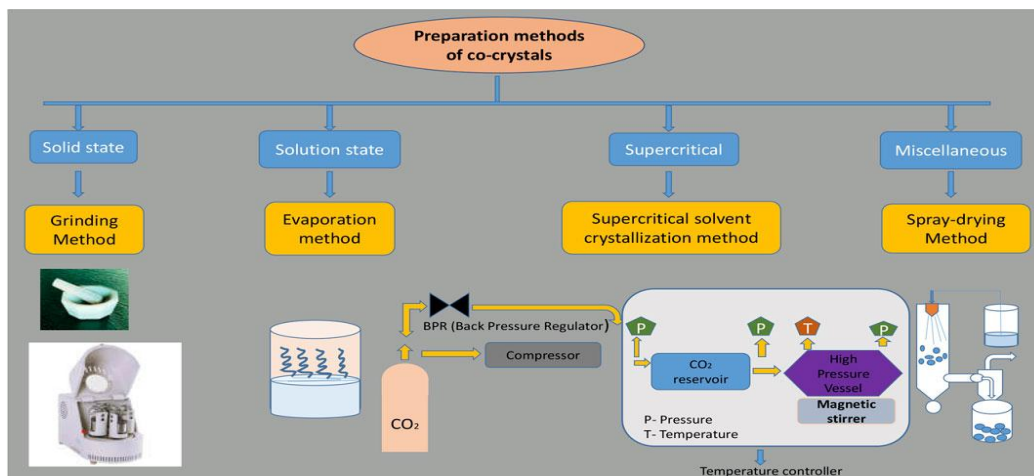 Preparation methods
of co-crystals
Solid state
Solution state
Supercritical
Miscellaneous
Grinding
Method
Evaporation
method
Supercritical solvent
crystallization method
Spray-drying
Method
BPR (Back Pressure Regulator)
Compressor
CO₂
P
P
T
P
CO₂
reservoir
High
Pressure
Vessel
Magnetic
stirrer
P- Pressure
T- Temperature
Temperature controller